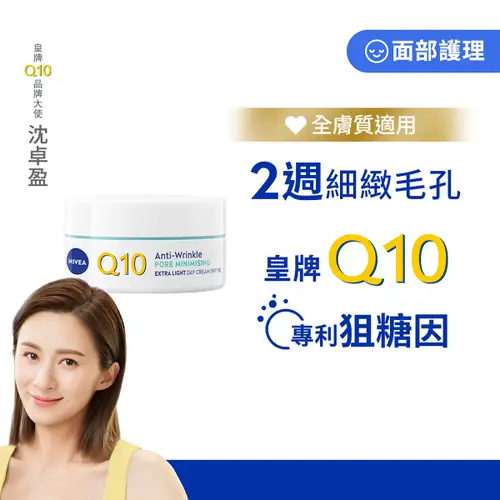 皇牌
Q10
品牌大使
沈卓盈
面部護理
全膚質適用
2週細緻毛孔
皇牌Q10
專利狙糖因
NIVEA
Q10
Anti-Wrinkle
PORE MINIMISING
EXTRA LIGHT DAY CREAM SPF15